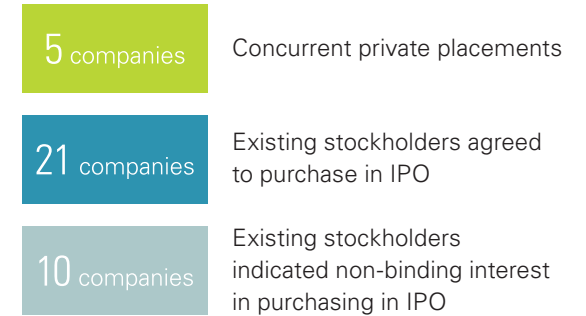 5 companies Concurrent private placements
21 companies Existing stockholders agreed
to purchase in IPO
10 companies Existing stockholders
indicated non-binding interest
in purchasing in IPO